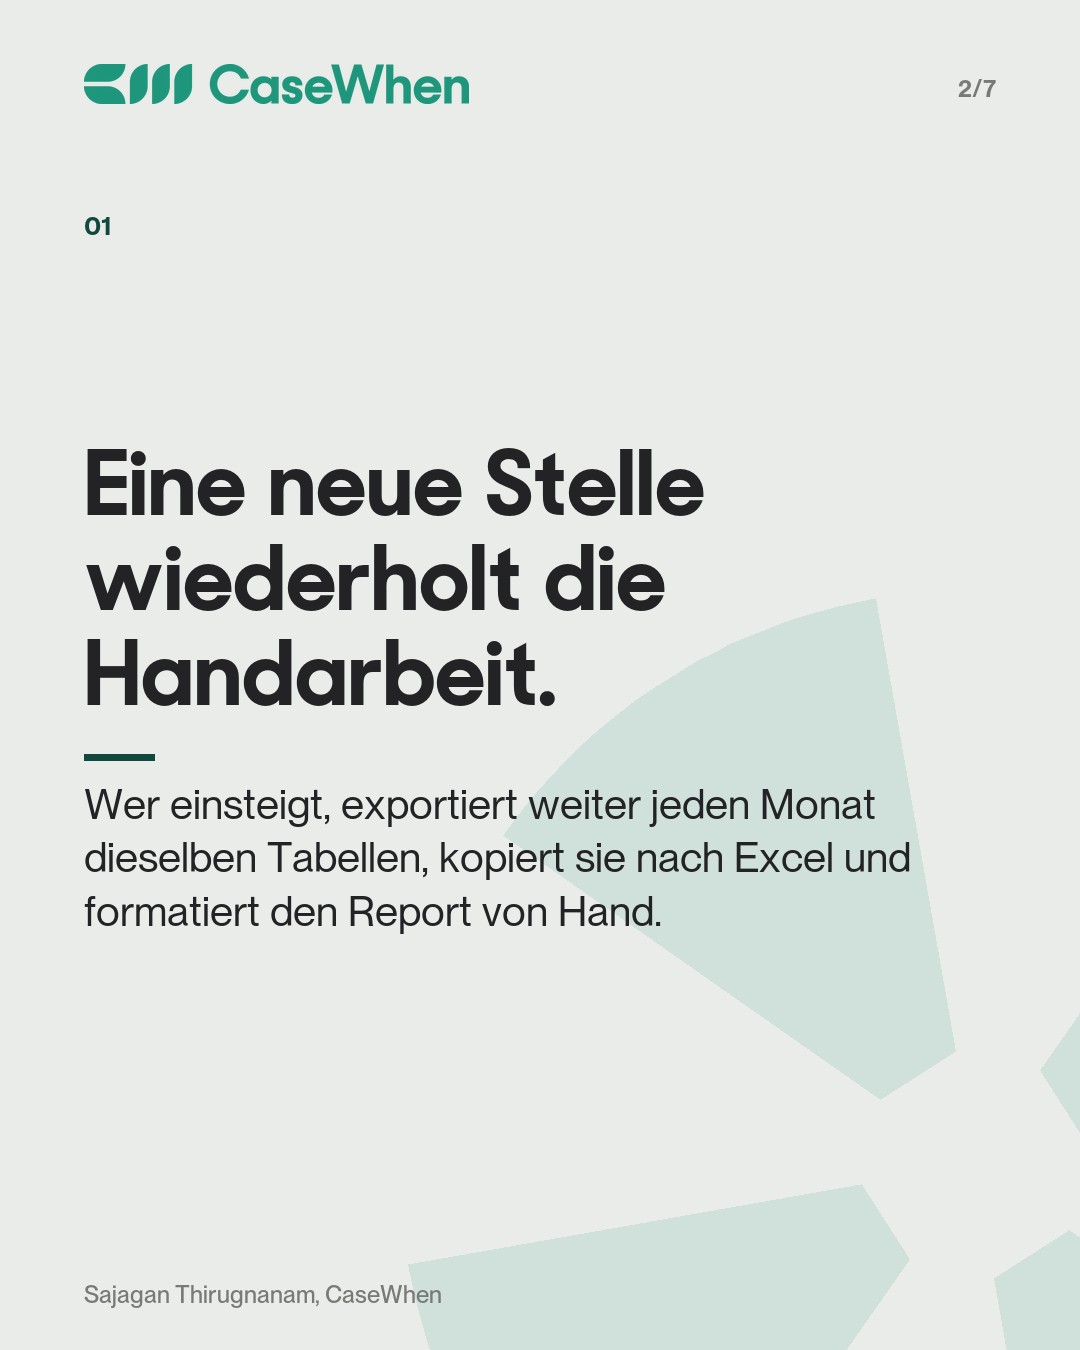 CaseWhen
2/7
01
Eine neue Stelle
wiederholt die
Handarbeit.
Wer einsteigt, exportiert weiter jeden Monat
dieselben Tabellen, kopiert sie nach Excel und
formatiert den Report von Hand.
Sajagan Thirugnanam, CaseWhen